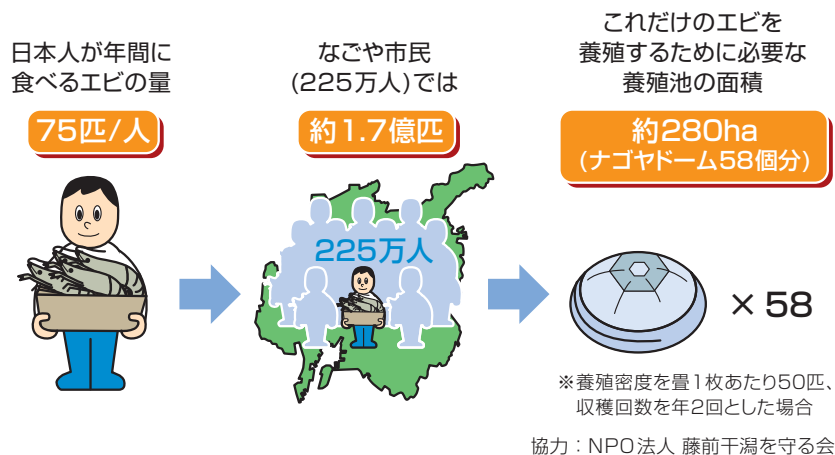 日本人が年間に
食べるエビの量
75匹/人
なごや市民
(225万人)では
約1.7億匹
225万人
これだけのエビを
養殖するために必要な
養殖池の面積
約280ha
(ナゴヤドーム58個分)
×58
※養殖密度を畳1枚あたり50匹、
収穫回数を年2回とした場合
協力：NPO法人 藤前干潟を守る会